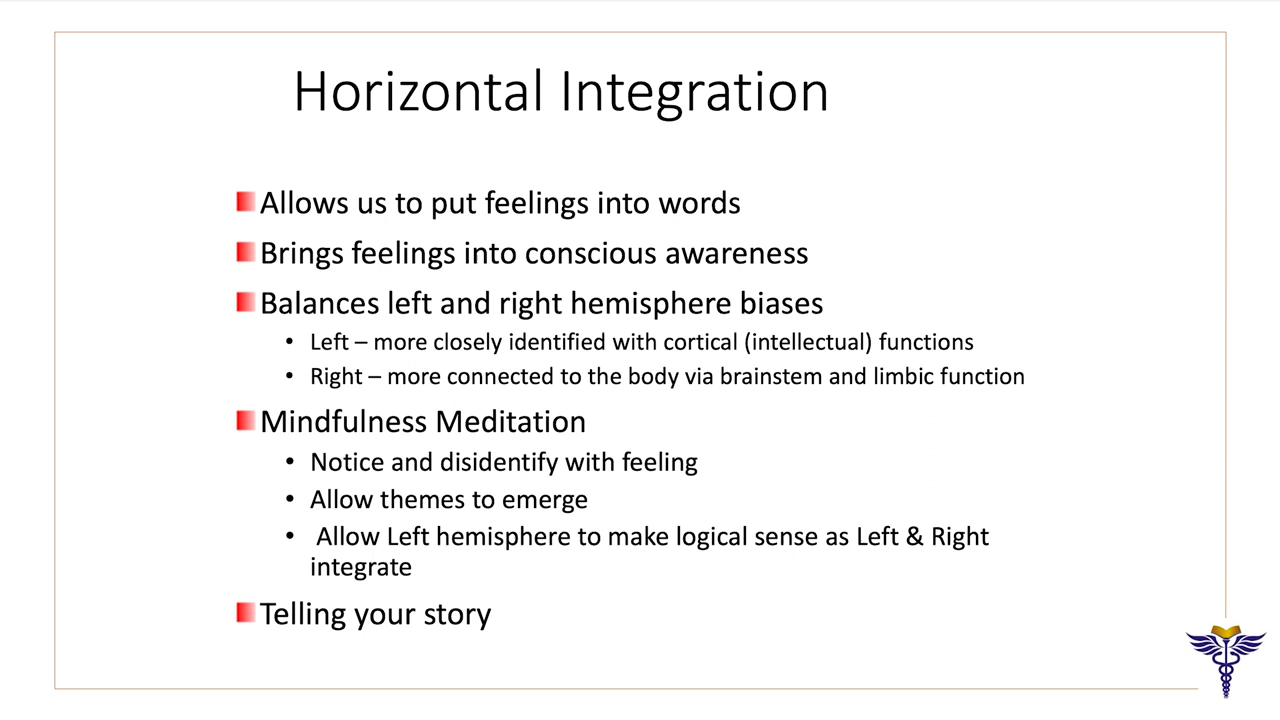 Horizontal Integration
Allows us to put feelings into words
Brings feelings into conscious awareness
Balances left and right hemisphere biases
• Left – more closely identified with cortical (intellectual) functions
• Right – more connected to the body via brainstem and limbic function
Mindfulness Meditation
• Notice and disidentify with feeling
• Allow themes to emerge
• Allow Left hemisphere to make logical sense as Left & Right
integrate
Telling your story